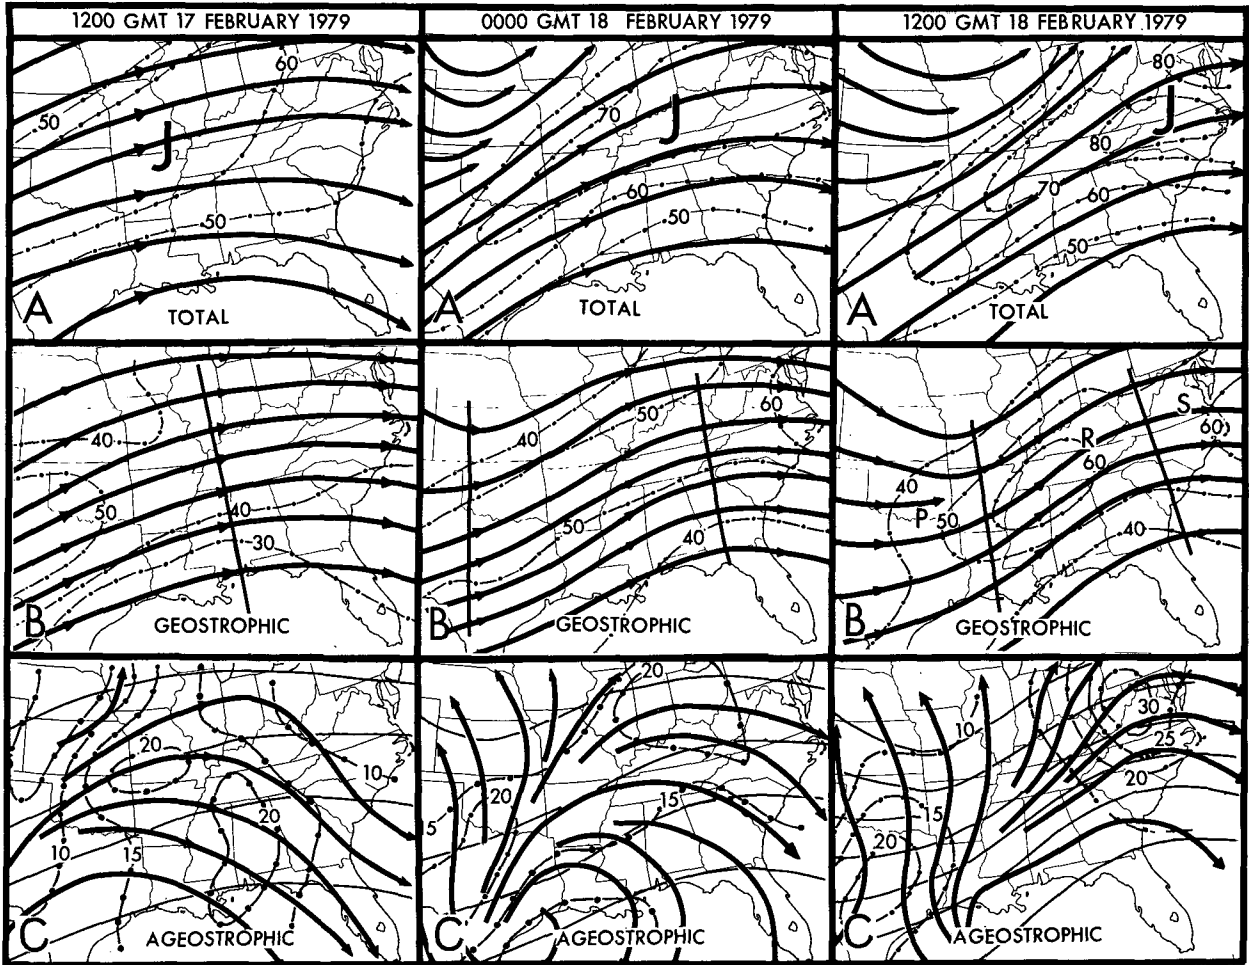 1200 GMT 17 FEBRUARY 1979
0000 GMT 18 FEBRUARY 1979
1200 GMT 18 FEBRUARY 1979
60
50
J
50
A
TOTAL
70
J
60
50
A
TOTAL
80
J
80
70
60
50
A
TOTAL
40
50
40
30
B
GEOSTROPHIC
60
50
40
50
40
B
GEOSTROPHIC
S
60
R
60
40
P
50
40
B
GEOSTROPHIC
20
10
20
10
15
C
AGEOSTROPHIC
20
20
15
5
C
AGEOSTROPHIC
30
10
25
20
15
20
C
AGEOSTROPHIC